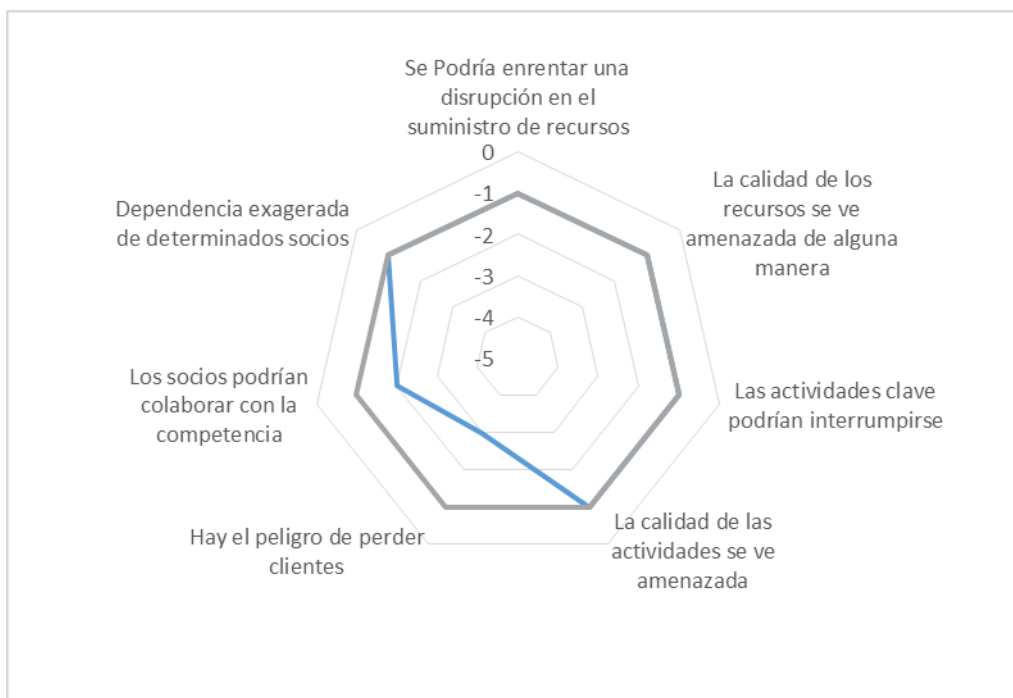 Se Podría enrentar una
disrupción en el
suministro de recursos
0
-1
-2
-3
-4
-5
La calidad de los
recursos se ve
amenazada de alguna
manera
Las actividades clave
podrían interrumpirse
La calidad de las
actividades se ve
amenazada
Hay el peligro de perder
clientes
Los socios podrían
colaborar con la
competencia
Dependencia exagerada
de determinados socios